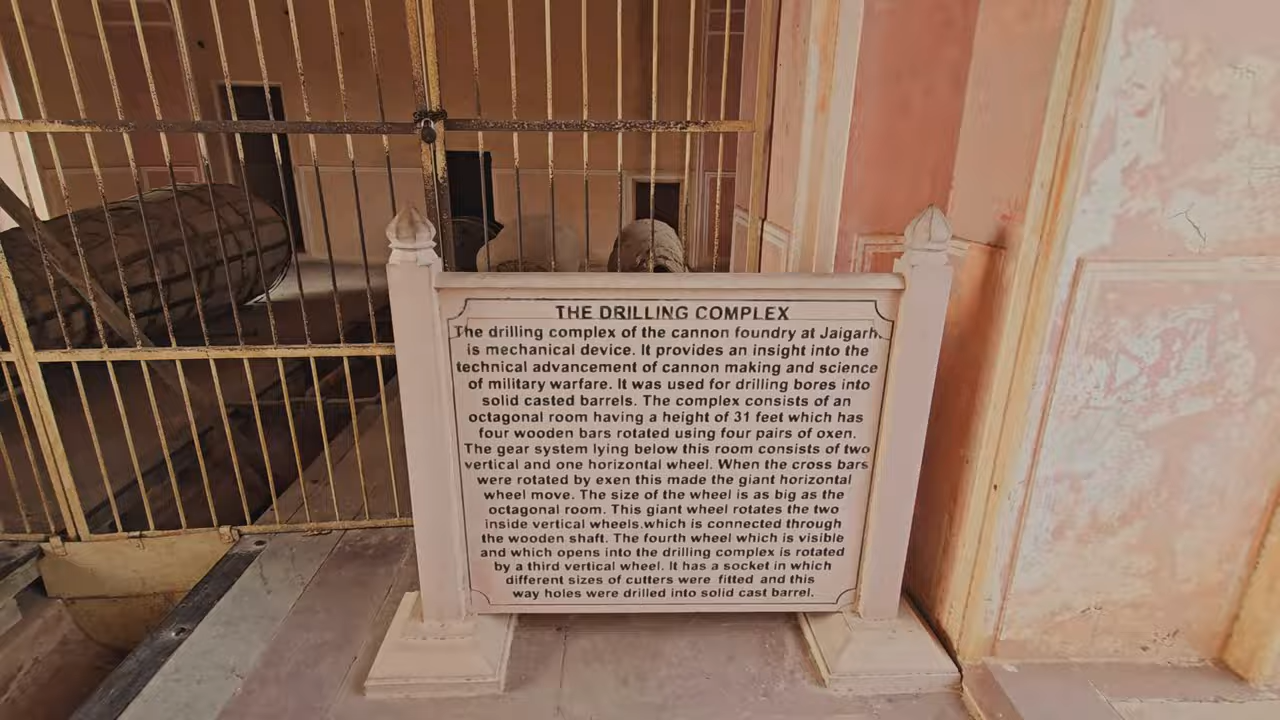 THE DRILLING COMPLEX
The drilling complex of the cannon foundry at Jaigarh
is mechanical device. It provides an insight into the
technical advancement of cannon making and science
of military warfare. It was used for drilling bores into
solid casted barrels. The complex consists of an
octagonal room having a height of 31 feet which has
four wooden bars rotated using four pairs of oxen.
The gear system lying below this room consists of two
vertical and one horizontal wheel. When the cross bars
were rotated by exen this made the giant horizontal
wheel move. The size of the wheel is as big as the
octagonal room. This giant wheel rotates the two
inside vertical wheels.which is connected through
the wooden shaft. The fourth wheel which is visible
and which opens into the drilling complex is rotated
by a third vertical wheel. It has a socket in which
different sizes of cutters were fitted and this
way holes were drilled into solid cast barrel.